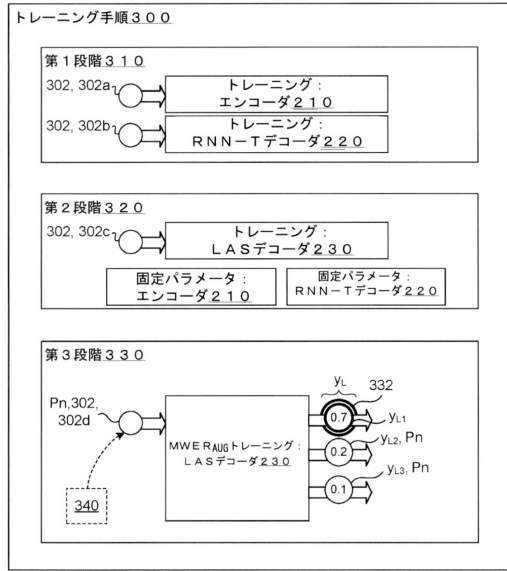 トレーニング手順300
第1段階310
302, 302a
トレーニング:
エンコーダ210
302, 302b
トレーニング:
RNN-Tデコーダ220
第2段階320
302, 302c
トレーニング:
LASデコーダ230
固定パラメータ:
エンコーダ210
固定パラメータ:
RNN-Tデコーダ220
第3段階330
Pn,302,
302d
340
MWERAUGトレーニング:
LASデコーダ230
yL
332
0.7
yL1
0.2
yL2, Pn
0.1
yL3, Pn